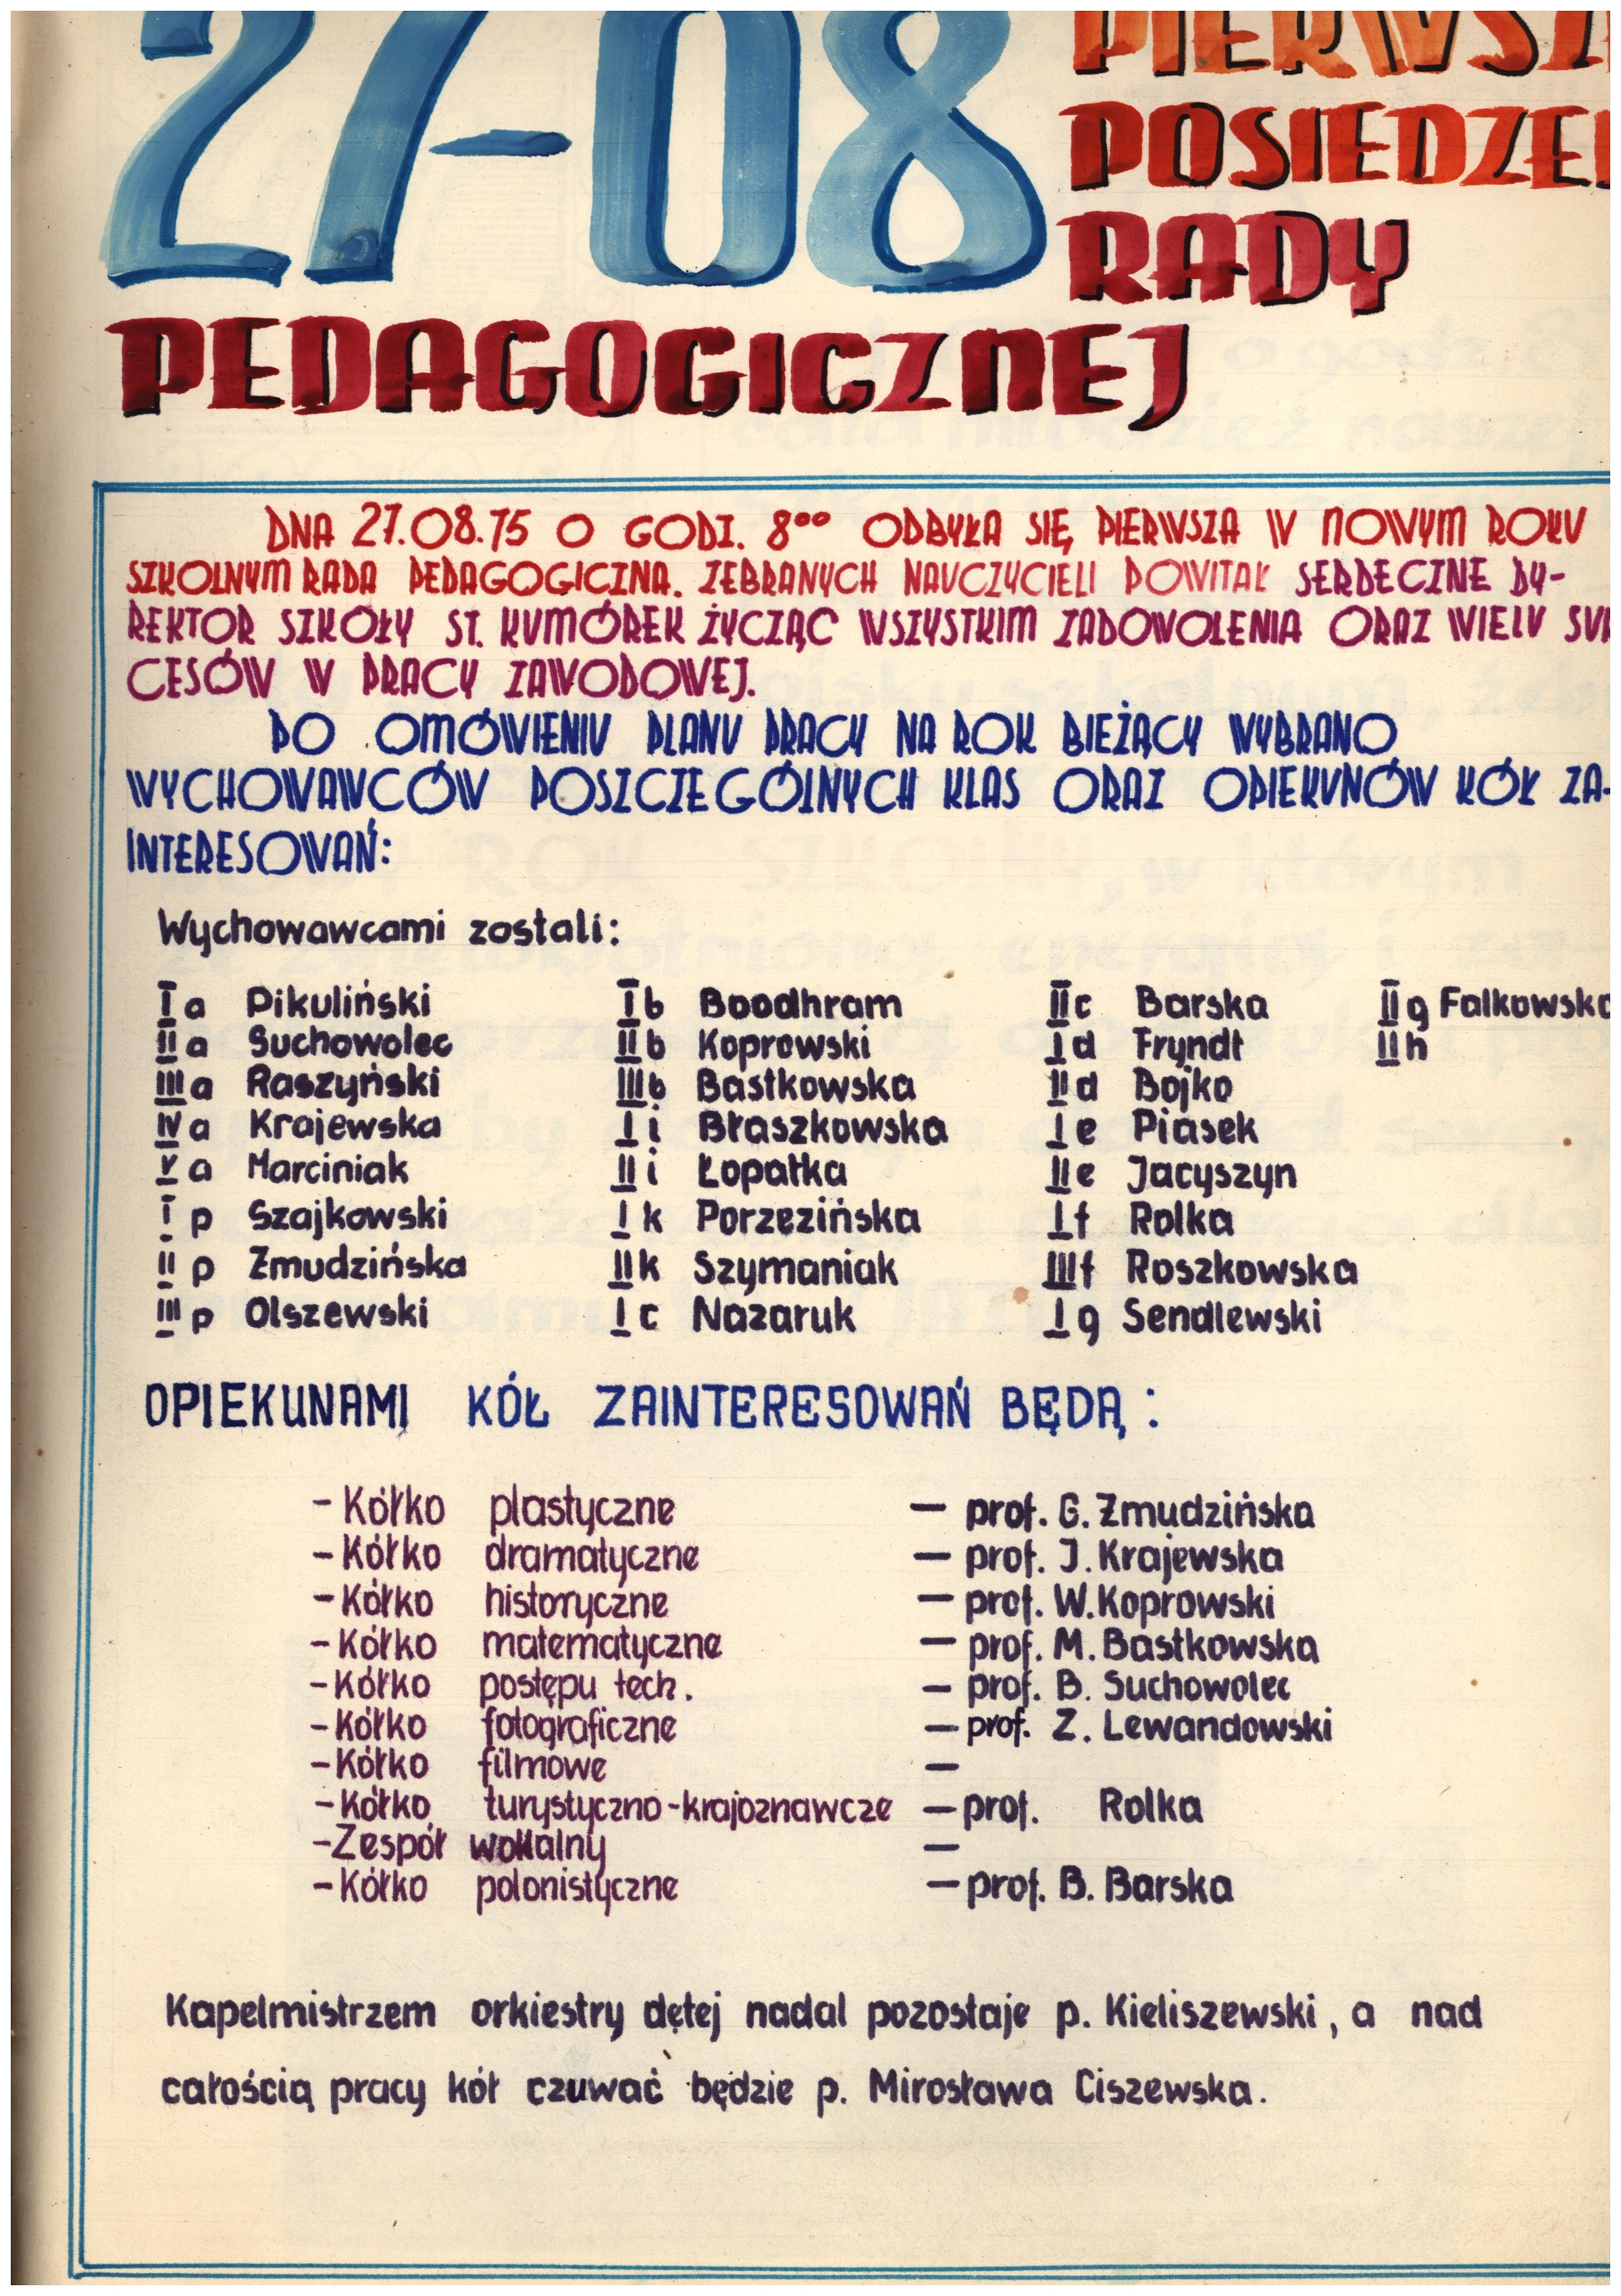 27-08
PIERWSZ
POSIEDZE
RADY
PEDAGOGICZNEJ
DNA 27.08.75 O GODZ. 8⁰⁰ ODBYŁA SIĘ PIERWSZA W NOWYM ROKU
SZKOLNYM RADA PEDAGOGICZNA. ZEBRANYCH NAUCZYCIELI POWITAŁ SERDECZNE DY-
REKTOR SZKOŁY ST. KUMÓREK ŻYCZĄC WSZYSTKIM ZADOWOLENIA ORAZ WIELU SUK
CESÓW W PRACY ZAWODOWEJ.
PO OMÓWIENIU PLANU PRACY NA ROK BIEŻĄCY WYBRANO
WYCHOWAWCÓW POSZCZEGÓLNYCH KLAS ORAZ OPIEKUNÓW KÓŁ ZA-
INTERESOWAŃ:
Wychowawcami zostali:
I a Pikuliński I b Boodhram II c Barska II g Falkowska
II a Suchowolec II b Koprowski I d Fryndt II h
III a Raszyński III b Bastkowska II d Bojko
IV a Krajewska I i Błaszkowska I e Piasek
V a Marciniak II i Łopatka II e Jacyszyn
I p Szajkowski I k Porzezińska I f Rolka
II p Zmudzińska II k Szymaniak III f Roszkowska
III p Olszewski I c Nazaruk I g Sendlewski
OPIEKUNAMI KÓŁ ZAINTERESOWAŃ BĘDĄ:
- Kółko plastyczne - prof. G. Zmudzińska
- Kółko dramatyczne - prof. J. Krajewska
- Kółko historyczne - prof. W. Koprowski
- Kółko matematyczne - prof. M. Bastkowska
- Kółko postępu tech. - prof. B. Suchowolec
- Kółko fotograficzne - prof. Z. Lewandowski
- Kółko filmowe -
- Kółko turystyczno-krajoznawcze - prof. Rolka
- Zespół wokalny -
- Kółko polonistyczne - prof. B. Barska
Kapelmistrzem orkiestry dętej nadal pozostaje p. Kieliszewski, a nad
całością pracy kół czuwać będzie p. Mirosława Ciszewska.